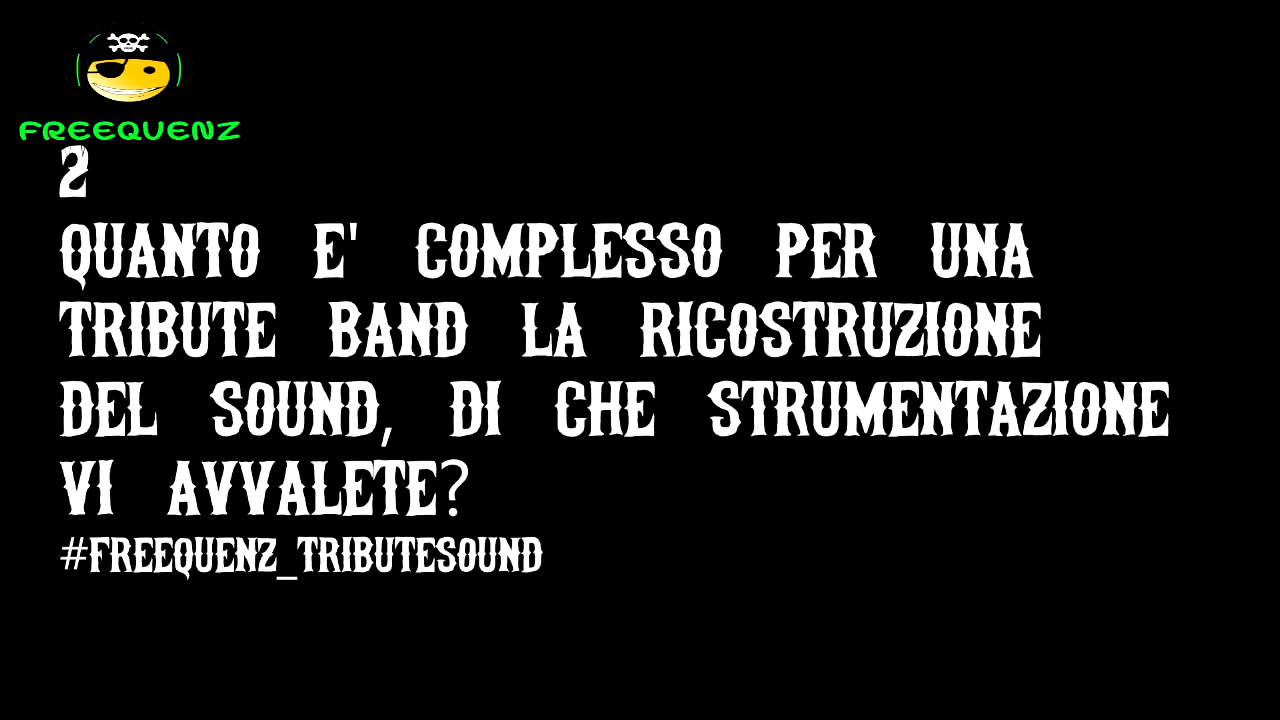 FREEQUENZ
2
QUANTO E' COMPLESSO PER UNA
TRIBUTE BAND LA RICOSTRUZIONE
DEL SOUND, DI CHE STRUMENTAZIONE
VI AVVALETE?
#FREEQUENZ_TRIBUTESOUND